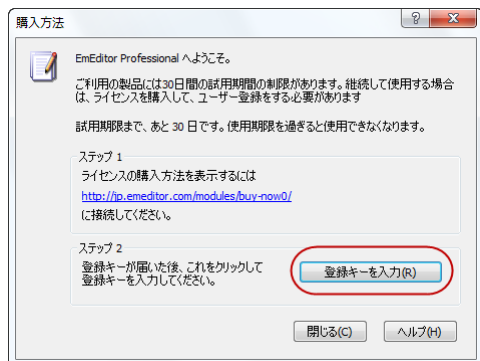 購入方法
EmEditor Professional へようこそ。
ご利用の製品には30日間の試用期間の制限があります。継続して使用する場合
は、ライセンスを購入して、ユーザー登録をする必要があります
試用期限まで、あと 30 日です。使用期限を過ぎると使用できなくなります。
ステップ 1
ライセンスの購入方法を表示するには
http://jp.emeditor.com/modules/buy-now0/
に接続してください。
ステップ 2
登録キーが届いた後、これをクリックして
登録キーを入力してください。
登録キーを入力(R)
閉じる(C)
ヘルプ(H)